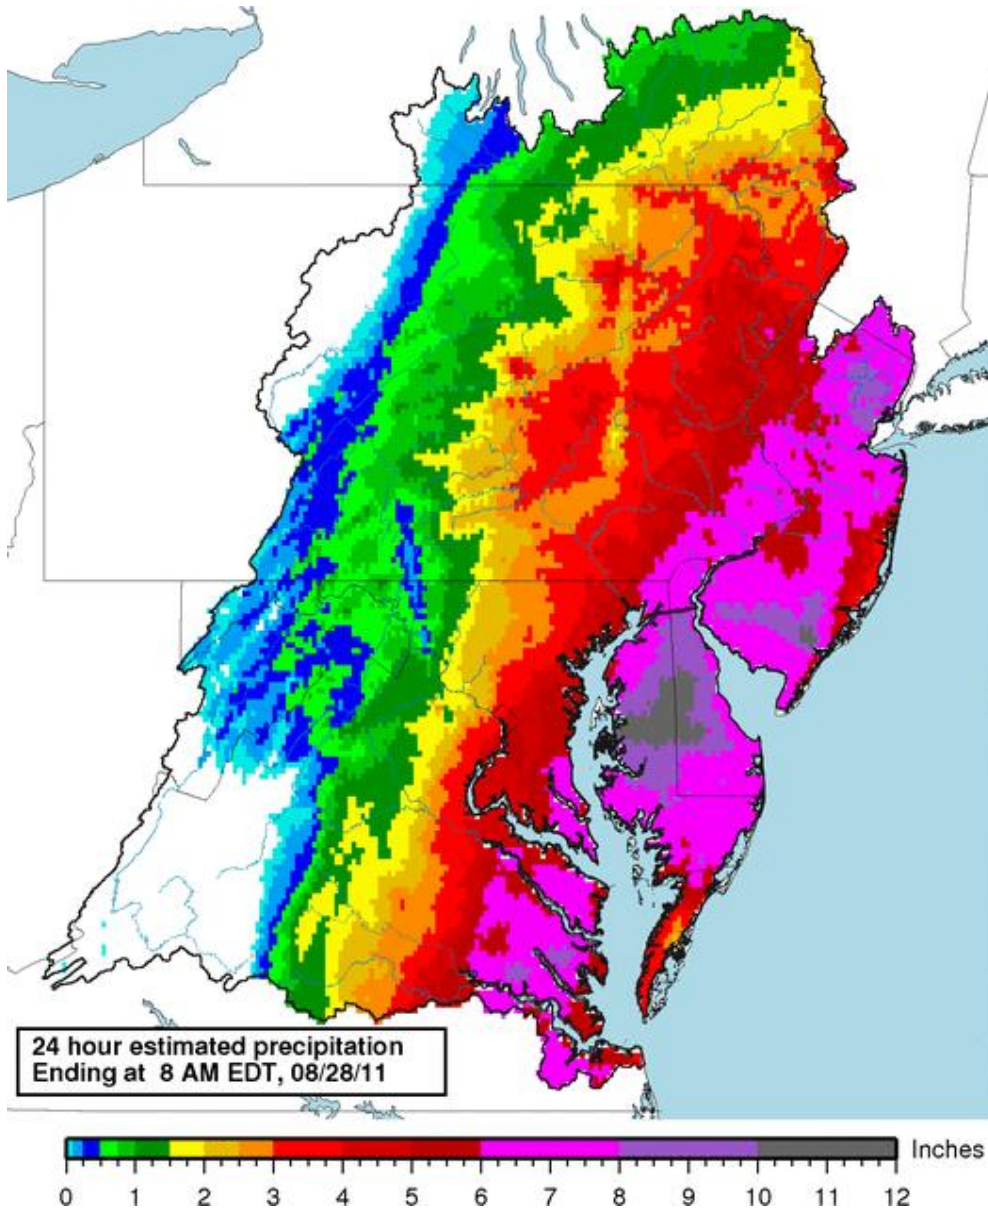 24 hour estimated precipitation
Ending at 8 AM EDT, 08/28/11
Inches
0 1 2 3 4 5 6 7 8 9 10 11 12